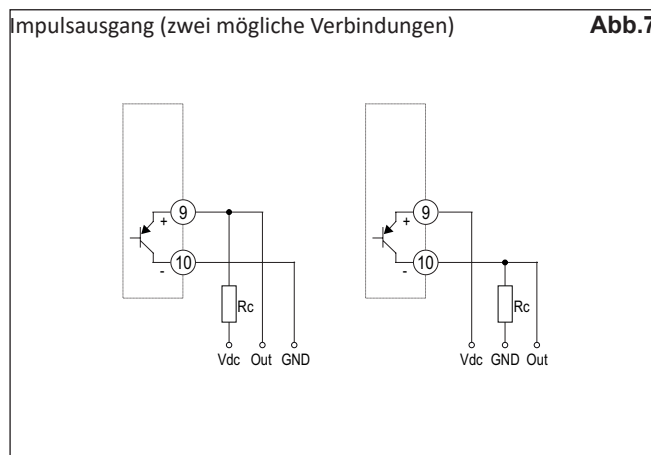 Impulsausgang (zwei mögliche Verbindungen) Abb.7
+ 9
- 10
Rc
Vdc Out GND
+ 9
- 10
Rc
Vdc GND Out